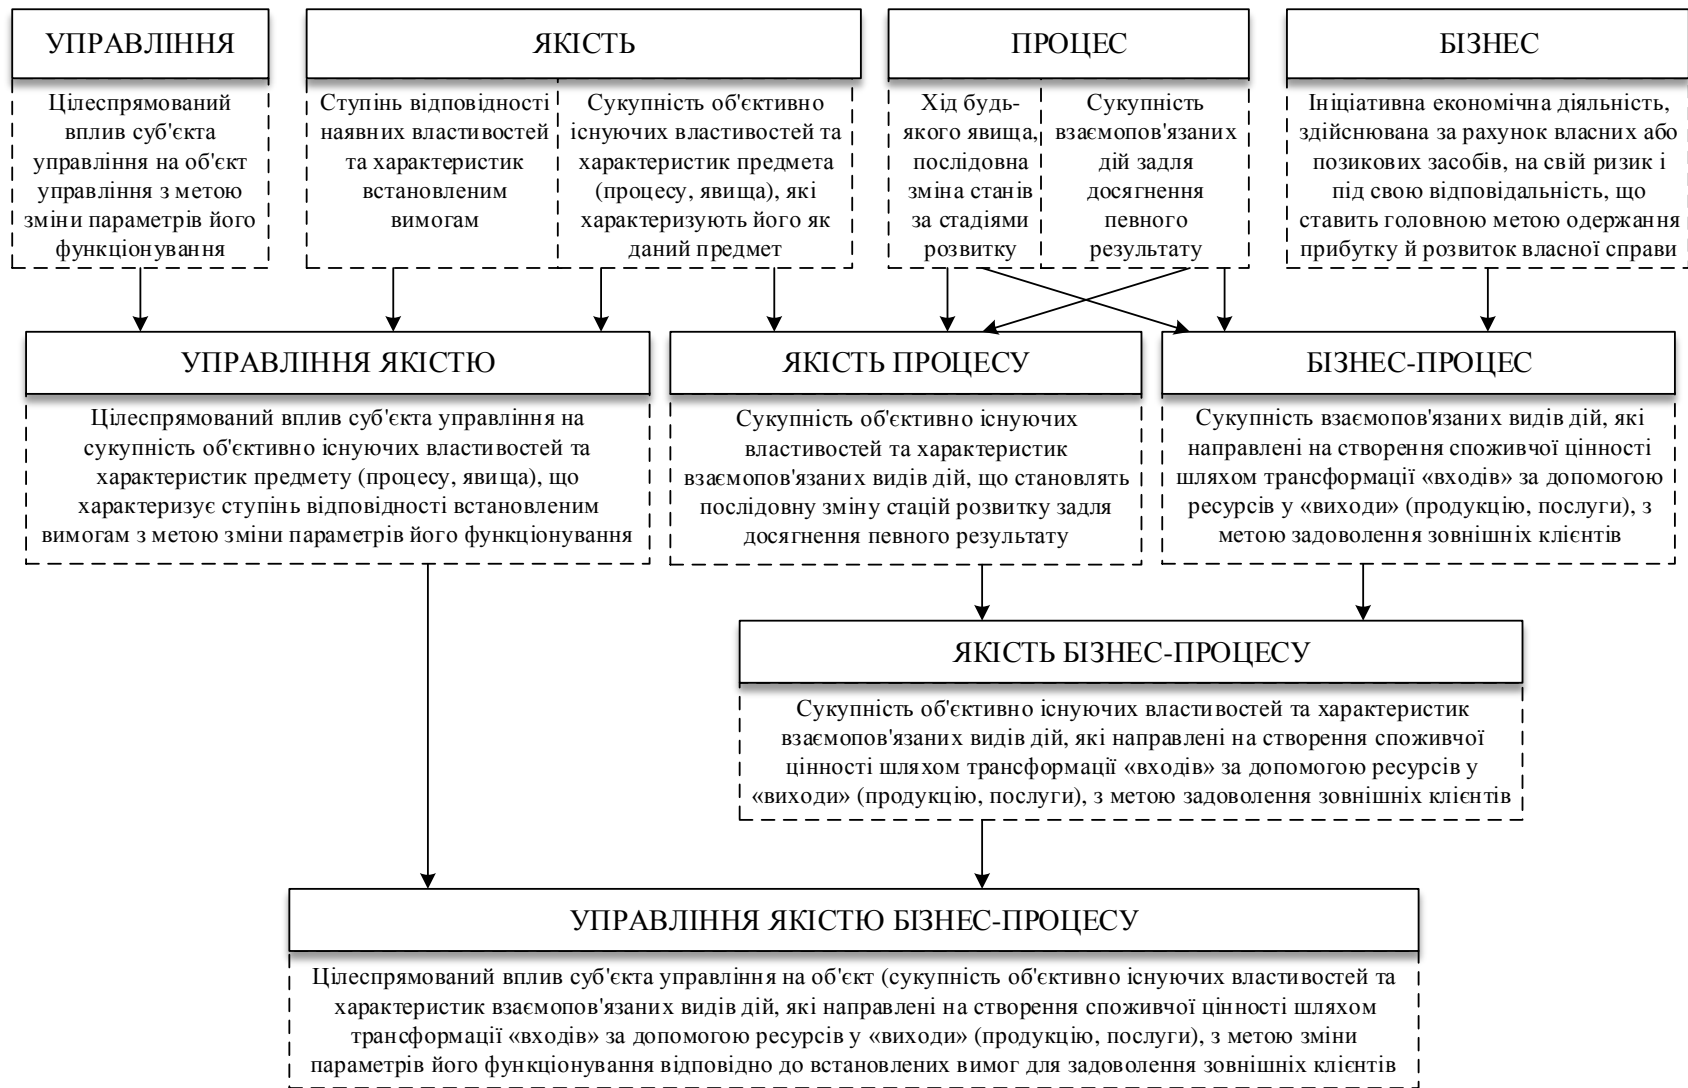 УПРАВЛІННЯ
Цілеспрямований
вплив суб'єкта
управління на об'єкт
управління з метою
зміни параметрів його
функціонування
ЯКІСТЬ
Ступінь відповідності
наявних властивостей
та характеристик
встановленим
вимогам
Сукупність об'єктивно
існуючих властивостей та
характеристик предмета
(процесу, явища), які
характеризують його як
даний предмет
ПРОЦЕС
Хід будь-
якого явища,
послідовна
зміна станів
за стадіями
розвитку
Сукупність
взаємопов'язаних
дій задля
досягнення
певного
результату
БІЗНЕС
Ініціативна економічна діяльність,
здійснювана за рахунок власних або
позикових засобів, на свій ризик і
під свою відповідальність, що
ставить головною метою одержання
прибутку й розвиток власної справи
УПРАВЛІННЯ ЯКІСТЮ
Цілеспрямований вплив суб'єкта управління на
сукупність об'єктивно існуючих властивостей та
характеристик предмету (процесу, явища), що
характеризує ступінь відповідності встановленим
вимогам з метою зміни параметрів його функціонування
ЯКІСТЬ ПРОЦЕСУ
Сукупність об'єктивно існуючих
властивостей та характеристик
взаємопов'язаних видів дій, що становлять
послідовну зміну стацій розвитку задля
досягнення певного результату
БІЗНЕС-ПРОЦЕС
Сукупність взаємопов'язаних видів дій, які
направлені на створення споживчої цінності
шляхом трансформації «входів» за допомогою
ресурсів у «виходи» (продукцію, послуги), з
метою задоволення зовнішніх клієнтів
ЯКІСТЬ БІЗНЕС-ПРОЦЕСУ
Сукупність об'єктивно існуючих властивостей та характеристик
взаємопов'язаних видів дій, які направлені на створення споживчої
цінності шляхом трансформації «входів» за допомогою ресурсів у
«виходи» (продукцію, послуги), з метою задоволення зовнішніх клієнтів
УПРАВЛІННЯ ЯКІСТЮ БІЗНЕС-ПРОЦЕСУ
Цілеспрямований вплив суб'єкта управління на об'єкт (сукупність об'єктивно існуючих властивостей та
характеристик взаємопов'язаних видів дій, які направлені на створення споживчої цінності шляхом
трансформації «входів» за допомогою ресурсів у «виходи» (продукцію, послуги), з метою зміни
параметрів його функціонування відповідно до встановлених вимог для задоволення зовнішніх клієнтів